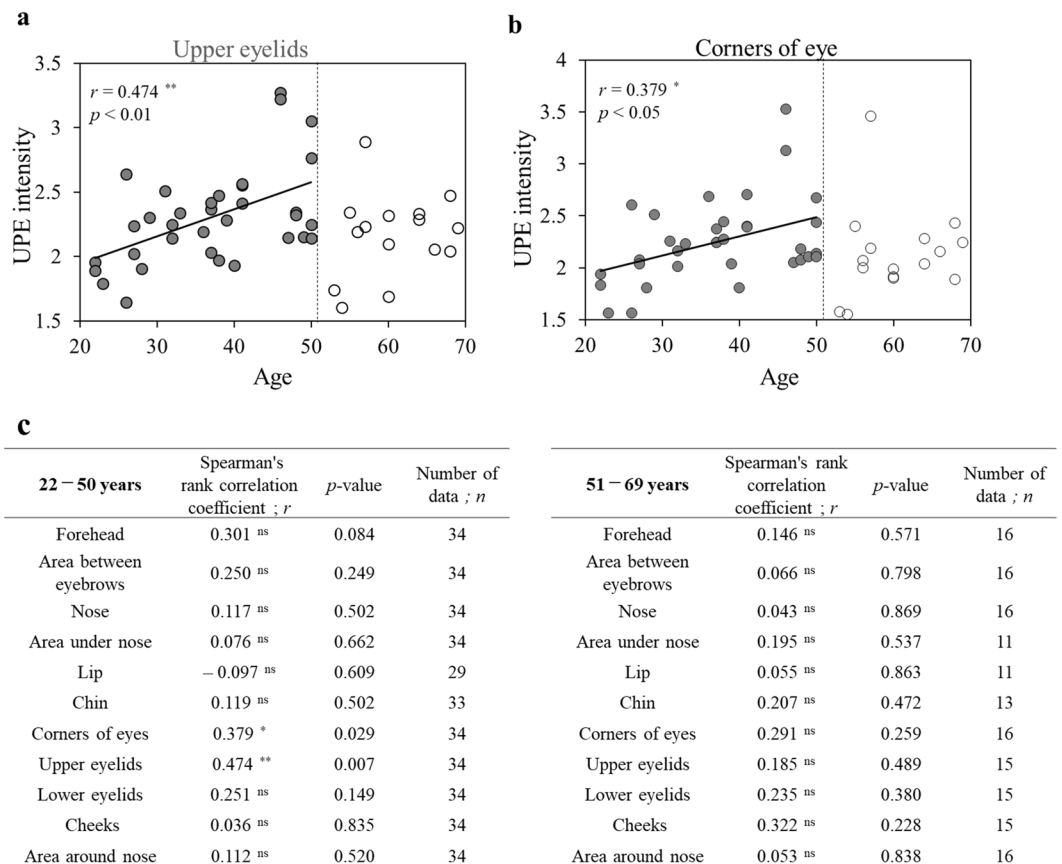 a
Upper eyelids
3.5
3
2.5
2
1.5
UPE intensity
r = 0.474 **
p < 0.01
20 30 40 50 60 70
Age
b
Corners of eye
4
3.5
3
2.5
2
1.5
UPE intensity
r = 0.379 *
p < 0.05
20 30 40 50 60 70
Age
c
22 – 50 years
Spearman's
rank correlation
coefficient ; r
p-value
Number of
data ; n
Forehead 0.301 ns 0.084 34
Area between
eyebrows 0.250 ns 0.249 34
Nose 0.117 ns 0.502 34
Area under nose 0.076 ns 0.662 34
Lip – 0.097 ns 0.609 29
Chin 0.119 ns 0.502 33
Corners of eyes 0.379 * 0.029 34
Upper eyelids 0.474 ** 0.007 34
Lower eyelids 0.251 ns 0.149 34
Cheeks 0.036 ns 0.835 34
Area around nose 0.112 ns 0.520 34
51 – 69 years
Spearman's rank
correlation
coefficient ; r
p-value
Number of
data ; n
Forehead 0.146 ns 0.571 16
Area between
eyebrows 0.066 ns 0.798 16
Nose 0.043 ns 0.869 16
Area under nose 0.195 ns 0.537 11
Lip 0.055 ns 0.863 11
Chin 0.207 ns 0.472 13
Corners of eyes 0.291 ns 0.259 16
Upper eyelids 0.185 ns 0.489 15
Lower eyelids 0.235 ns 0.380 15
Cheeks 0.322 ns 0.228 15
Area around nose 0.053 ns 0.838 16